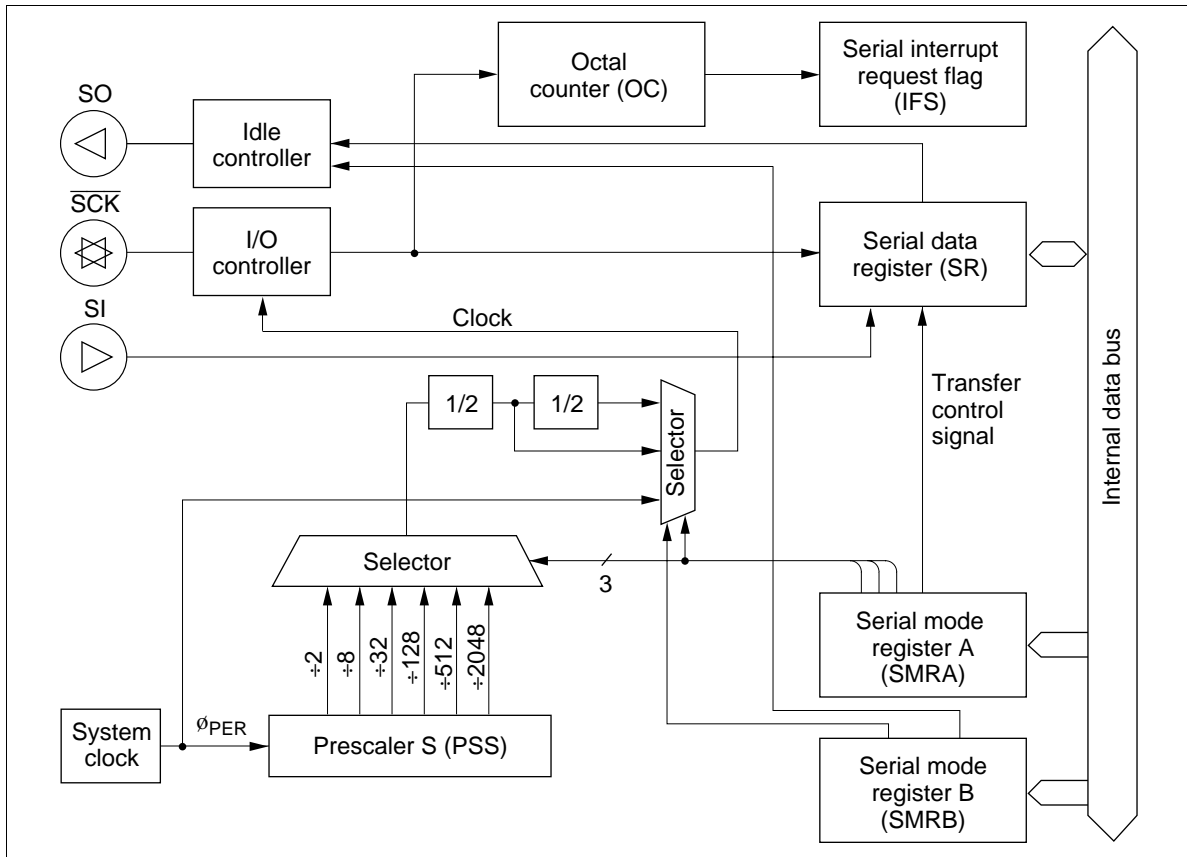 Octal
counter (OC)
Serial interrupt
request flag
(IFS)
SO
Idle
controller
SCK
I/O
controller
Serial data
register (SR)
SI
Clock
Transfer
control
signal
Internal data bus
1/2
1/2
Selector
Selector
3
÷2
÷8
÷32
÷128
÷512
÷2048
Serial mode
register A
(SMRA)
System
clock
øPER
Prescaler S (PSS)
Serial mode
register B
(SMRB)